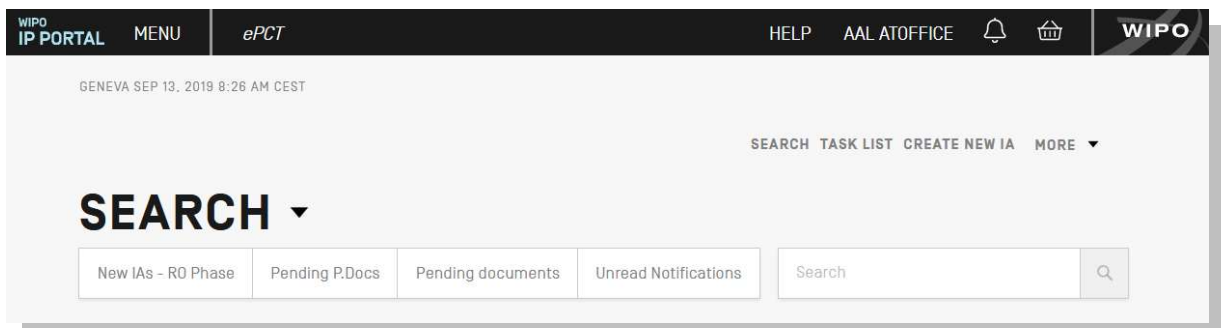 WIPO
IP PORTAL MENU ePCT HELP AAL ATOFFICE WIPO
GENEVA SEP 13, 2019 8:26 AM CEST
SEARCH TASK LIST CREATE NEW IA MORE
SEARCH
New IAs - RO Phase Pending P.Docs Pending documents Unread Notifications Search